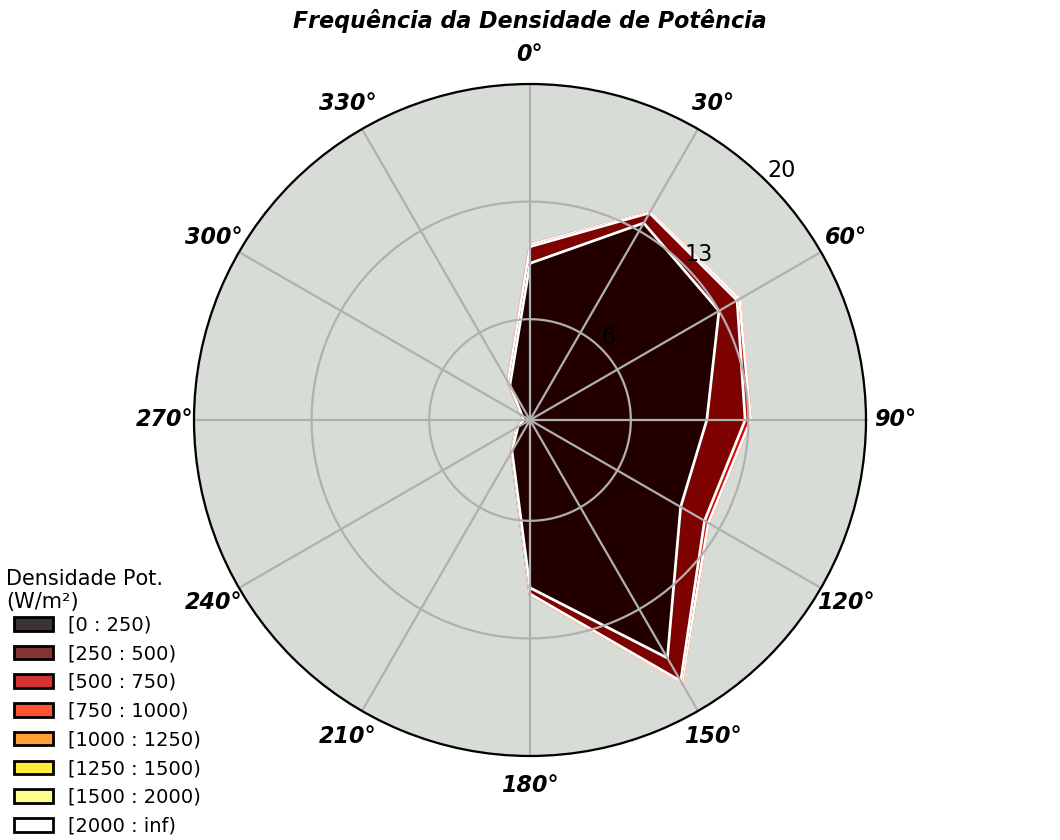 Frequência da Densidade de Potência
0°
330°
30°
20
300°
60°
13
6
270°
90°
240°
120°
210°
150°
180°
Densidade Pot.
(W/m²)
[0 : 250)
[250 : 500)
[500 : 750)
[750 : 1000)
[1000 : 1250)
[1250 : 1500)
[1500 : 2000)
[2000 : inf)